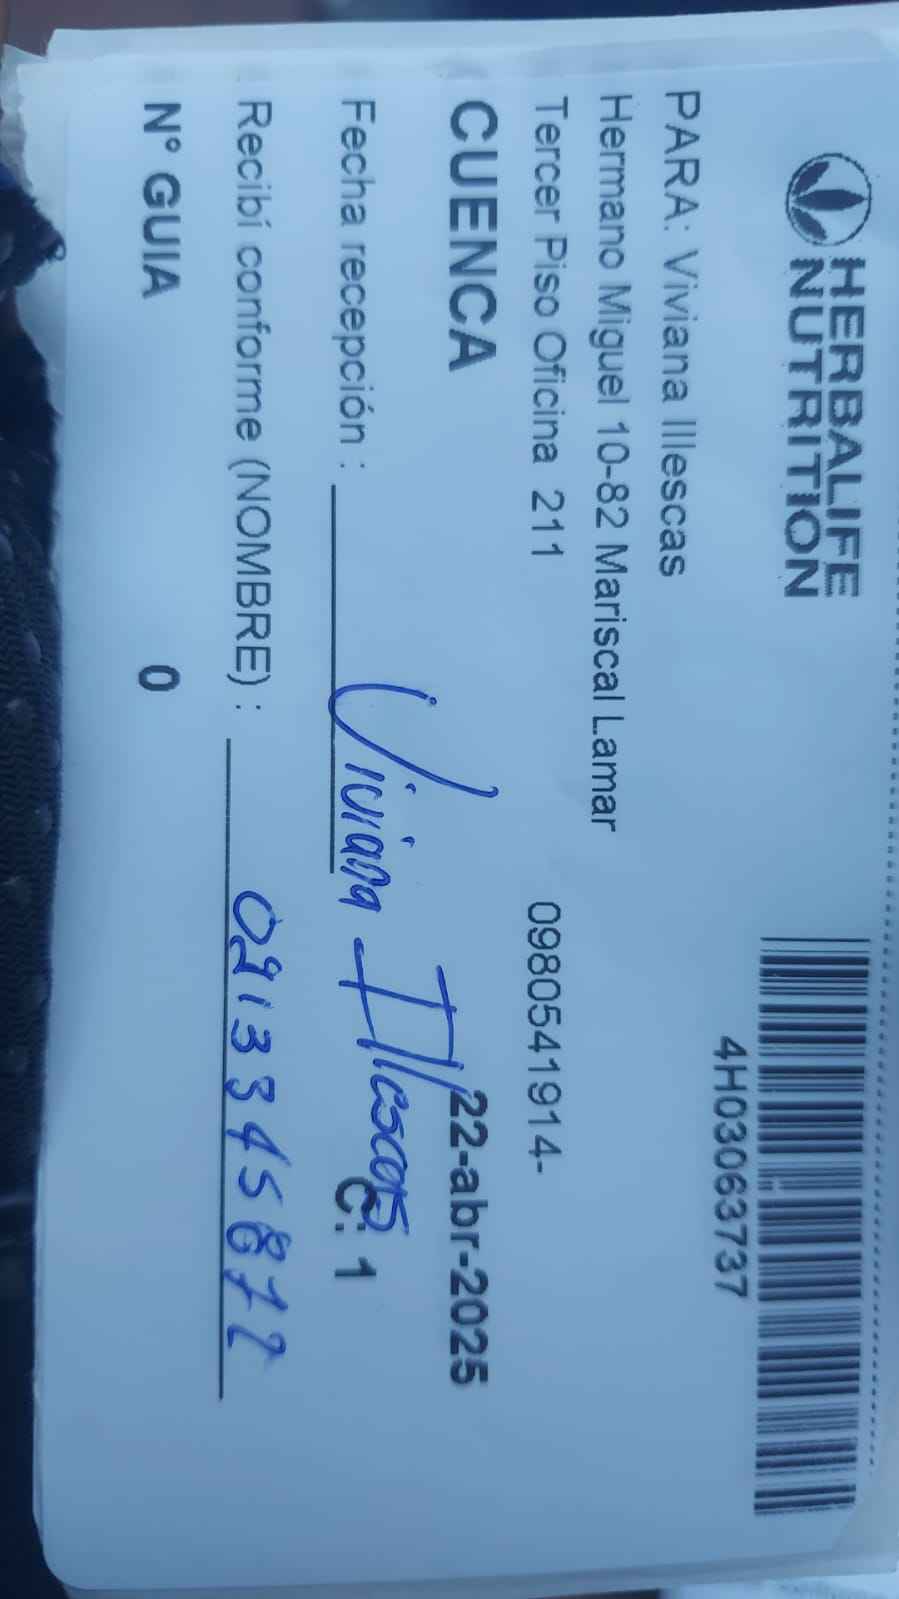 HERBALIFE
NUTRITION
4H03063737
PARA: Viviana Illescas
Hermano Miguel 10-82 Mariscal Lamar
Tercer Piso Oficina 211 0980541914-
CUENCA 22-abr-2025
Fecha recepción : Viviana Illescas C: 1
Recibí conforme (NOMBRE) :
N° GUIA 0